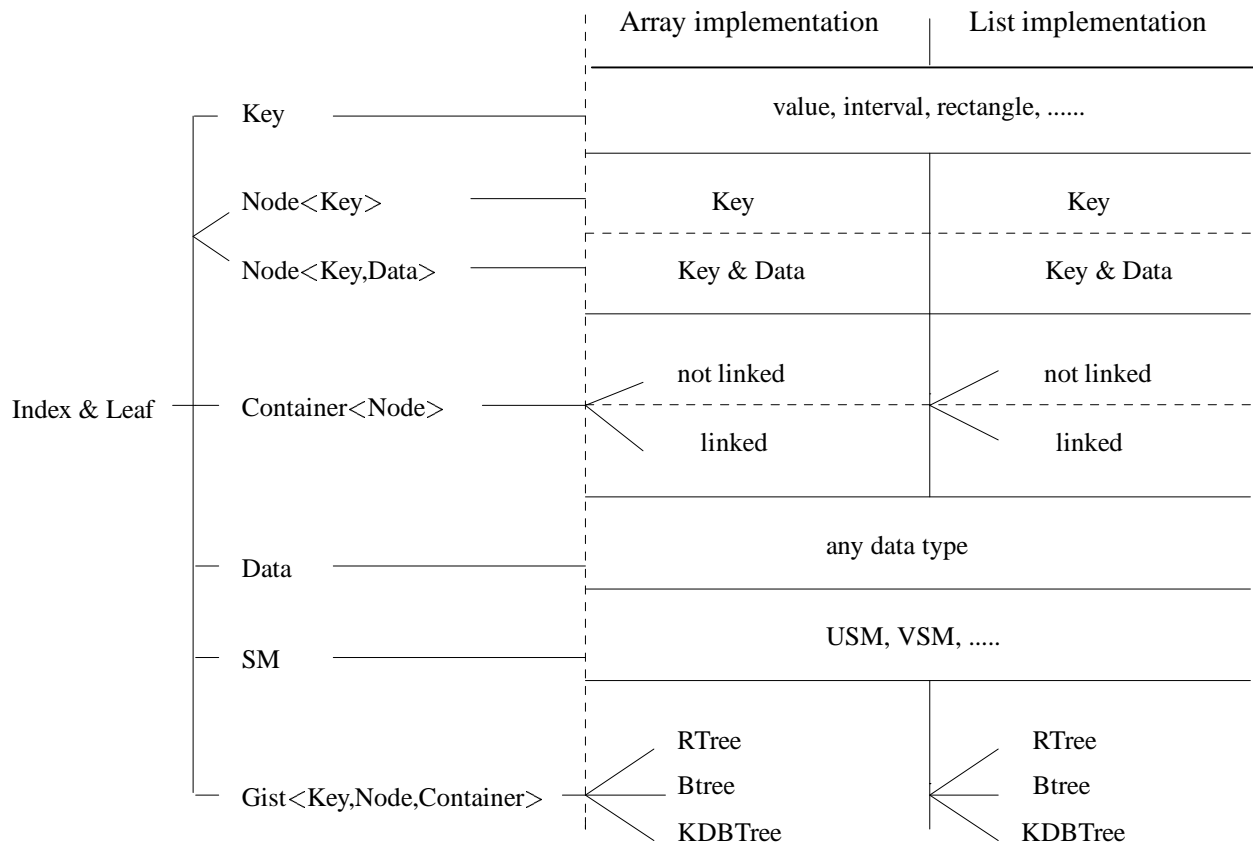 Array implementation List implementation
Key value, interval, rectangle, ......
Node<Key> Key Key
Node<Key,Data> Key & Data Key & Data
not linked not linked
Index & Leaf Container<Node>
linked linked
Data any data type
SM USM, VSM, .....
RTree RTree
Gist<Key,Node,Container> Btree Btree
KDBTree KDBTree